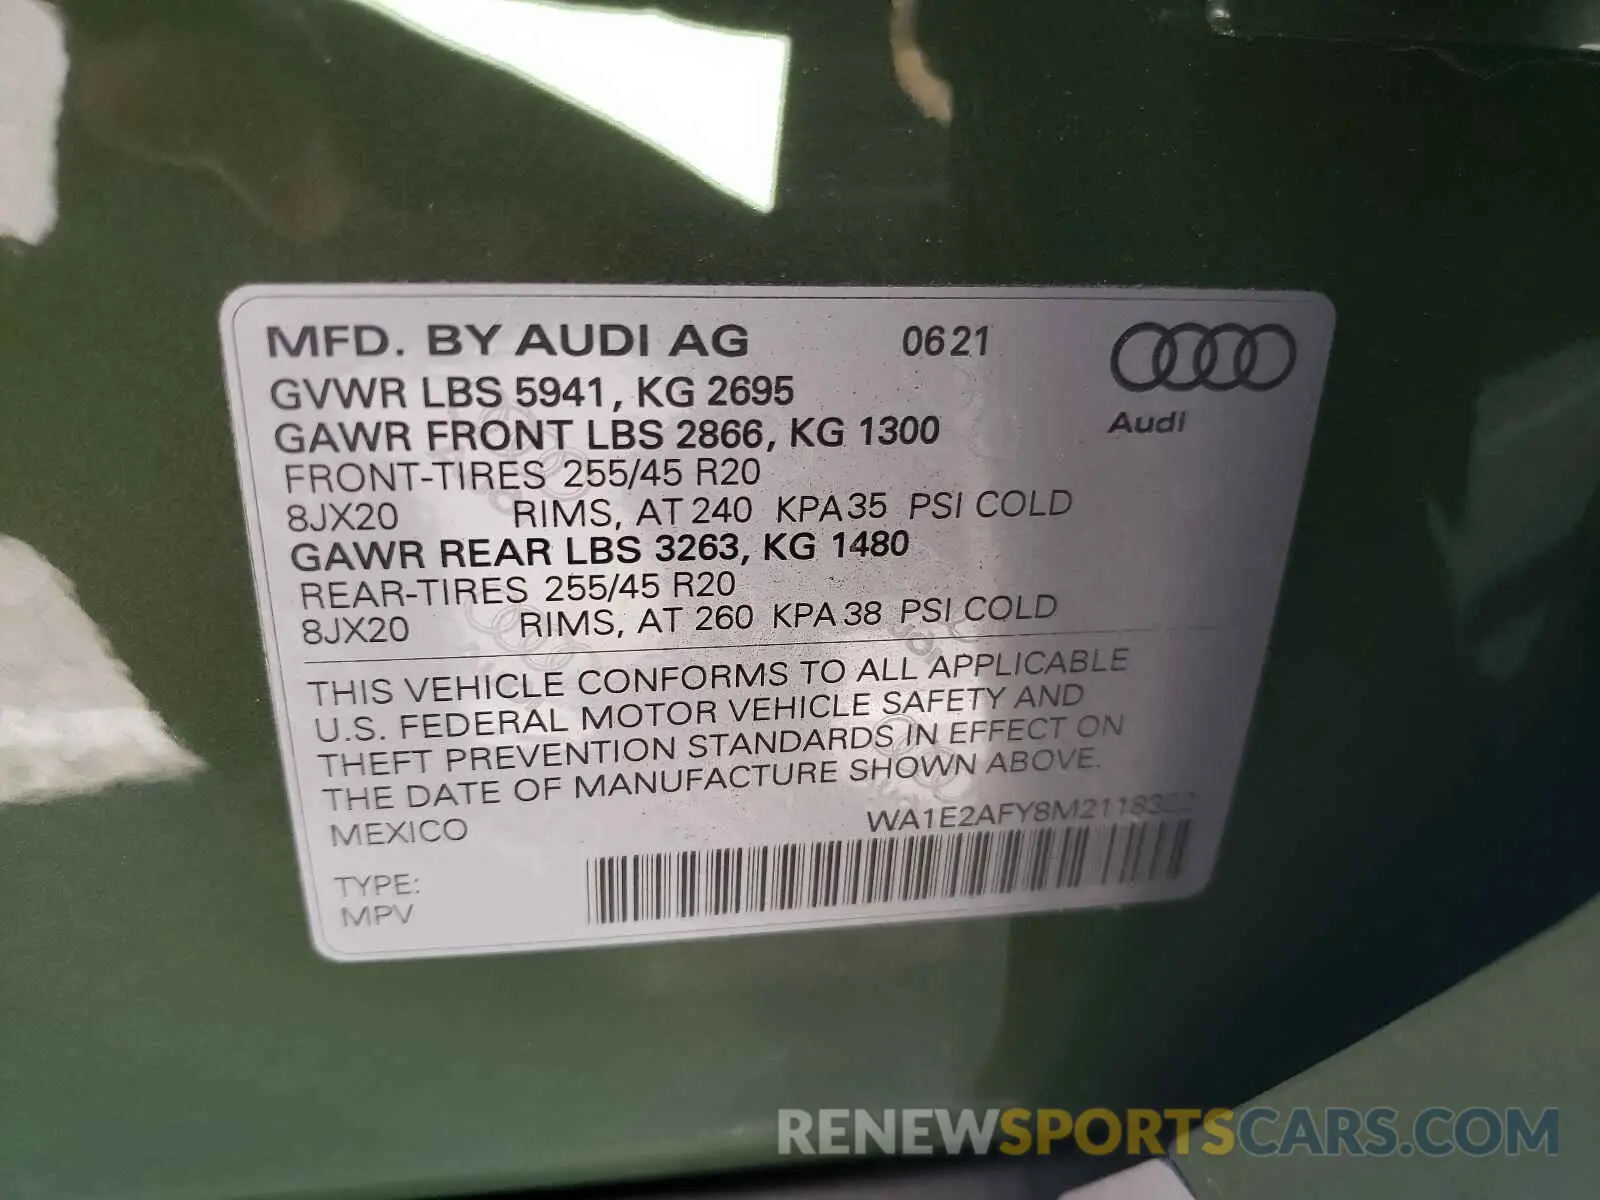 MFD. BY AUDI AG 06 21
GVWR LBS 5941, KG 2695
GAWR FRONT LBS 2866, KG 1300
Audi
FRONT-TIRES 255/45 R20
8JX20 RIMS, AT 240 KPA 35 PSI COLD
GAWR REAR LBS 3263, KG 1480
REAR-TIRES 255/45 R20
8JX20 RIMS, AT 260 KPA 38 PSI COLD
THIS VEHICLE CONFORMS TO ALL APPLICABLE
U.S. FEDERAL MOTOR VEHICLE SAFETY AND
THEFT PREVENTION STANDARDS IN EFFECT ON
THE DATE OF MANUFACTURE SHOWN ABOVE.
MEXICO WA1E2AFY8M2118322
TYPE:
MPV
RENEWSPORTSCARS.COM